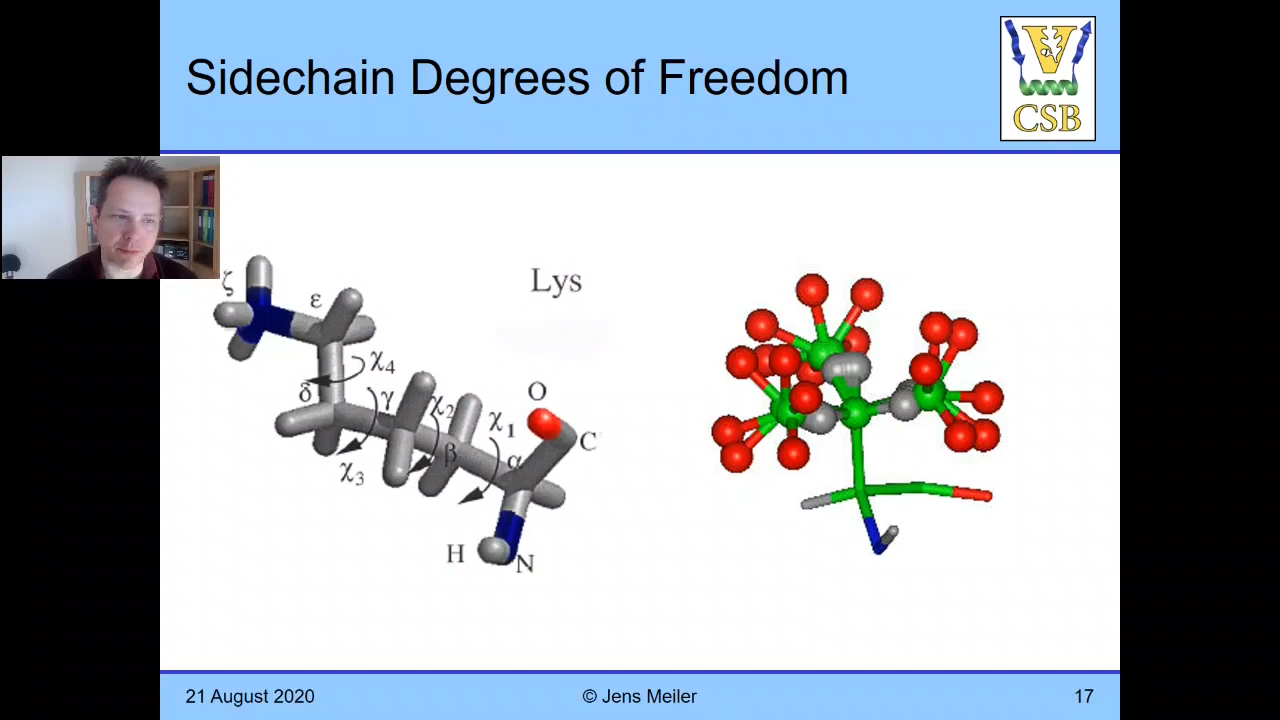 Sidechain Degrees of Freedom
V
CSB
ζ
ε
Lys
χ4
δ
γ
χ2
O
χ1
C
β
α
χ3
H
N
21 August 2020
© Jens Meiler
17